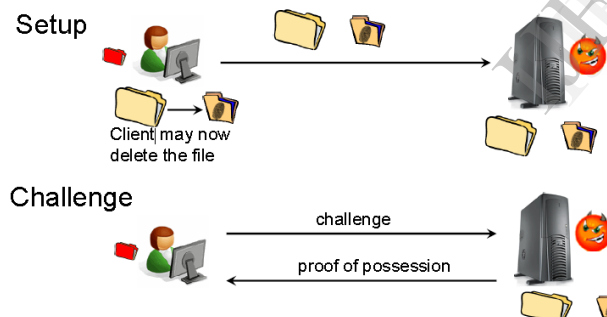 Setup
Client may now
delete the file
Challenge
challenge
proof of possession